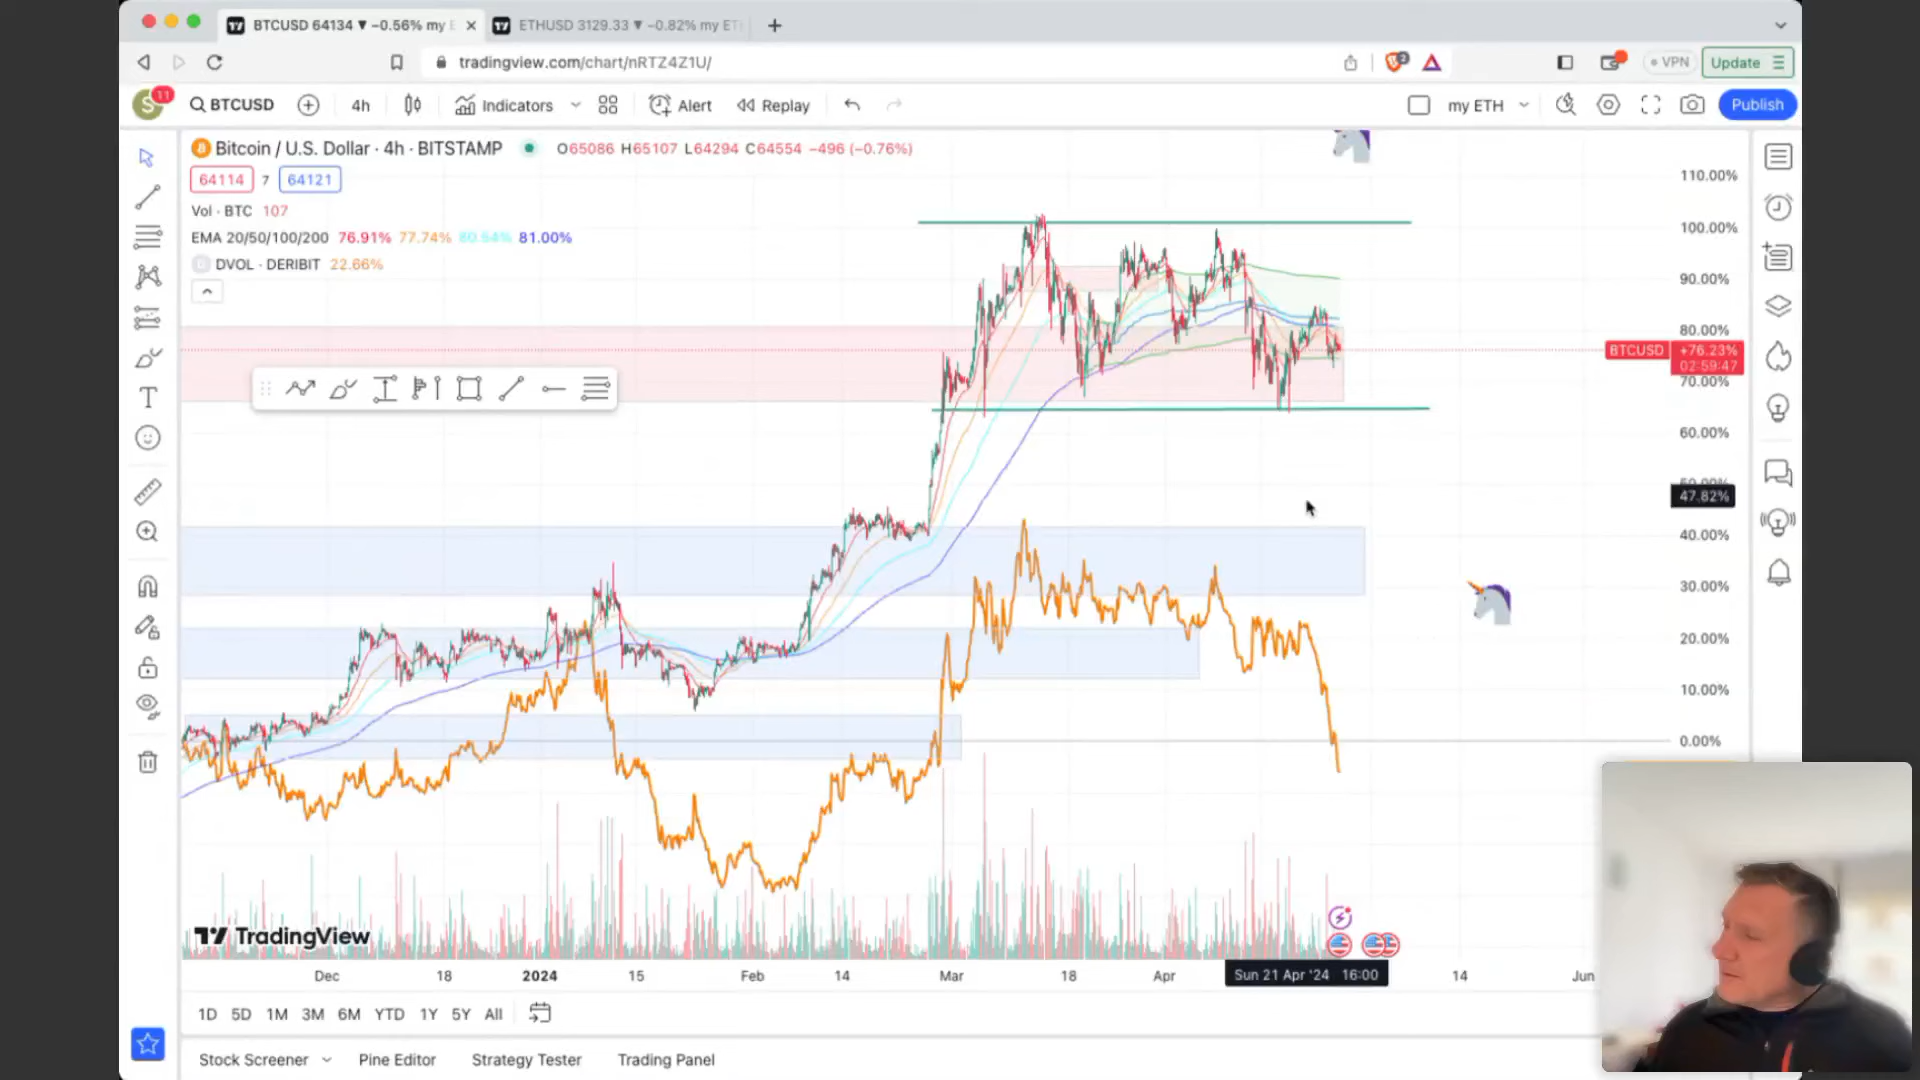 BTCUSD 64134 ▼ −0.56% my E
ETHUSD 3129.33 ▼ −0.82% my ET
tradingview.com/chart/nRTZ4Z1U/
VPN
Update
11
BTCUSD
4h
Indicators
Alert
Replay
my ETH
Publish
Bitcoin / U.S. Dollar · 4h · BITSTAMP
O65086 H65107 L64294 C64554 −496 (−0.76%)
64114
7
64121
Vol · BTC 107
EMA 20/50/100/200 76.91% 77.74% 80.64% 81.00%
D
DVOL · DERIBIT 22.66%
110.00%
100.00%
90.00%
80.00%
BTCUSD
+76.23%
02:59:47
70.00%
60.00%
47.82%
40.00%
30.00%
20.00%
10.00%
0.00%
TradingView
Dec
18
2024
15
Feb
14
Mar
18
Apr
Sun 21 Apr '24 16:00
14
Jun
1D
5D
1M
3M
6M
YTD
1Y
5Y
All
Stock Screener
Pine Editor
Strategy Tester
Trading Panel